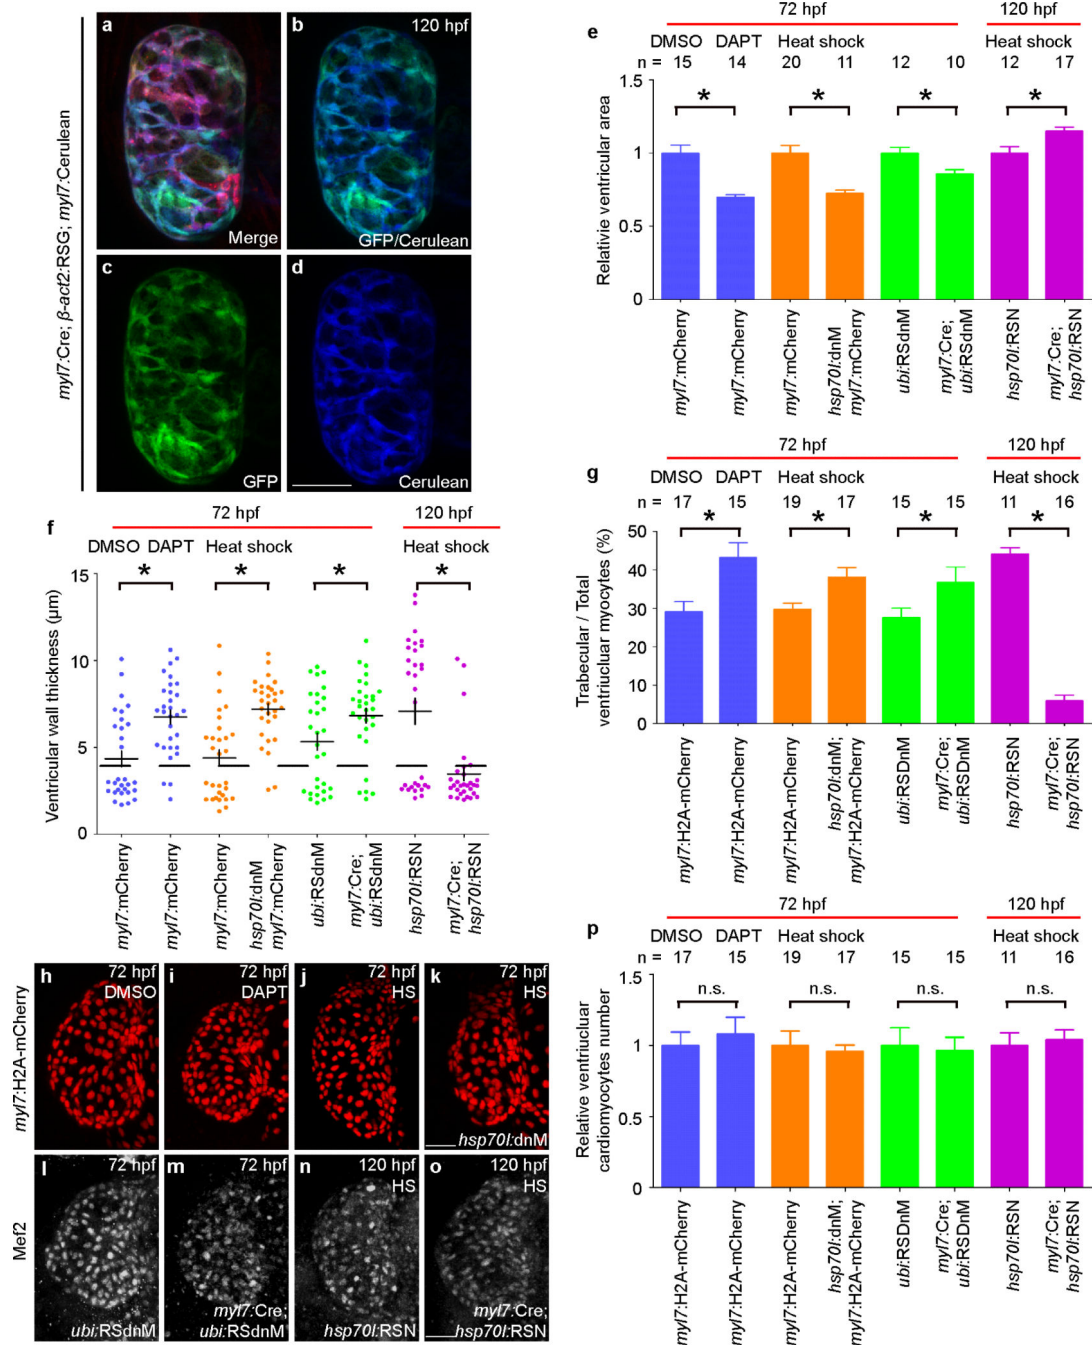 myl7:Cre; β-act2:RSG; myl7:Cerulean
a
Merge
b
120 hpf
GFP/Cerulean
c
GFP
d
Cerulean
e
72 hpf
120 hpf
DMSO DAPT Heat shock Heat shock
n = 15 14 20 11 12 10 12 17
Relativie ventricular area
1.5
1
0.5
0
* * * *
myl7:mCherry
myl7:mCherry
myl7:mCherry
hsp70l:dnM
myl7:mCherry
ubi:RSdnM
myl7:Cre;
ubi:RSdnM
hsp70l:RSN
myl7:Cre;
hsp70l:RSN
f
72 hpf
120 hpf
DMSO DAPT Heat shock Heat shock
Ventricular wall thickness (μm)
15
10
5
0
* * * *
myl7:mCherry
myl7:mCherry
myl7:mCherry
hsp70l:dnM
myl7:mCherry
ubi:RSdnM
myl7:Cre;
ubi:RSdnM
hsp70l:RSN
myl7:Cre;
hsp70l:RSN
g
72 hpf
120 hpf
DMSO DAPT Heat shock Heat shock
n = 17 15 19 17 15 15 11 16
Trabecular / Total
ventriucluar myocytes (%)
50
40
30
20
10
0
* * * *
myl7:H2A-mCherry
myl7:H2A-mCherry
myl7:H2A-mCherry
hsp70l:dnM;
myl7:H2A-mCherry
ubi:RSDnM
myl7:Cre;
ubi:RSDnM
hsp70l:RSN
myl7:Cre;
hsp70l:RSN
myl7:H2A-mCherry
h
72 hpf
DMSO
i
72 hpf
DAPT
j
72 hpf
HS
k
72 hpf
HS
hsp70l:dnM
Mef2
l
72 hpf
ubi:RSdnM
m
72 hpf
myl7:Cre;
ubi:RSdnM
n
120 hpf
HS
hsp70l:RSN
o
120 hpf
HS
myl7:Cre;
hsp70l:RSN
p
72 hpf
120 hpf
DMSO DAPT Heat shock Heat shock
n = 17 15 19 17 15 15 11 16
Relative ventriucluar
cardiomyocytes number
1.5
1
0.5
0
n.s. n.s. n.s. n.s.
myl7:H2A-mCherry
myl7:H2A-mCherry
myl7:H2A-mCherry
hsp70l:dnM;
myl7:H2A-mCherry
ubi:RSDnM
myl7:Cre;
ubi:RSDnM
hsp70l:RSN
myl7:Cre;
hsp70l:RSN